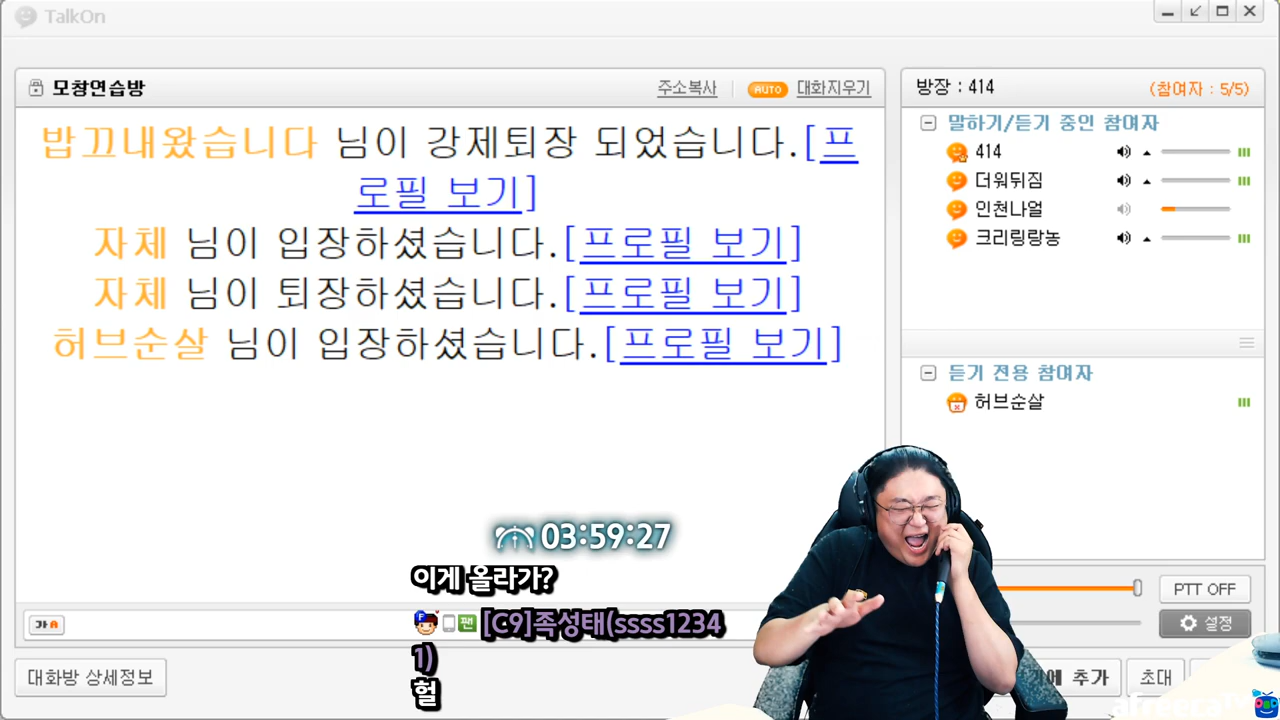 TalkOn
모창연습방
주소복사
AUTO 대화지우기
밥끄내왔습니다 님이 강제퇴장 되었습니다.[프
로필 보기]
자체 님이 입장하셨습니다.[프로필 보기]
자체 님이 퇴장하셨습니다.[프로필 보기]
허브순살 님이 입장하셨습니다.[프로필 보기]
방장 : 414
(참여자 : 5/5)
말하기/듣기 중인 참여자
414
더워뒤짐
인천나얼
크리링랑농
듣기 전용 참여자
허브순살
03:59:27
이게 올라가?
팬 [C9]족성태(ssss1234
1)
헐
가
PTT OFF
설정
대화방 상세정보
추가
초대
afreeca